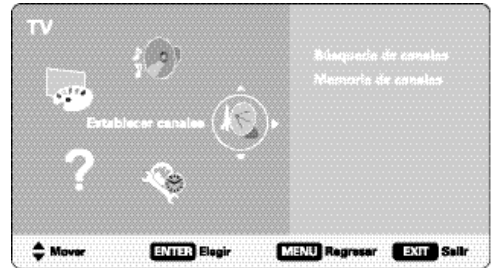 TV
Búsqueda de canales
Memoria de canales
Establecer canales
?
Mover ENTER Elegir MENU Regresar EXIT Salir